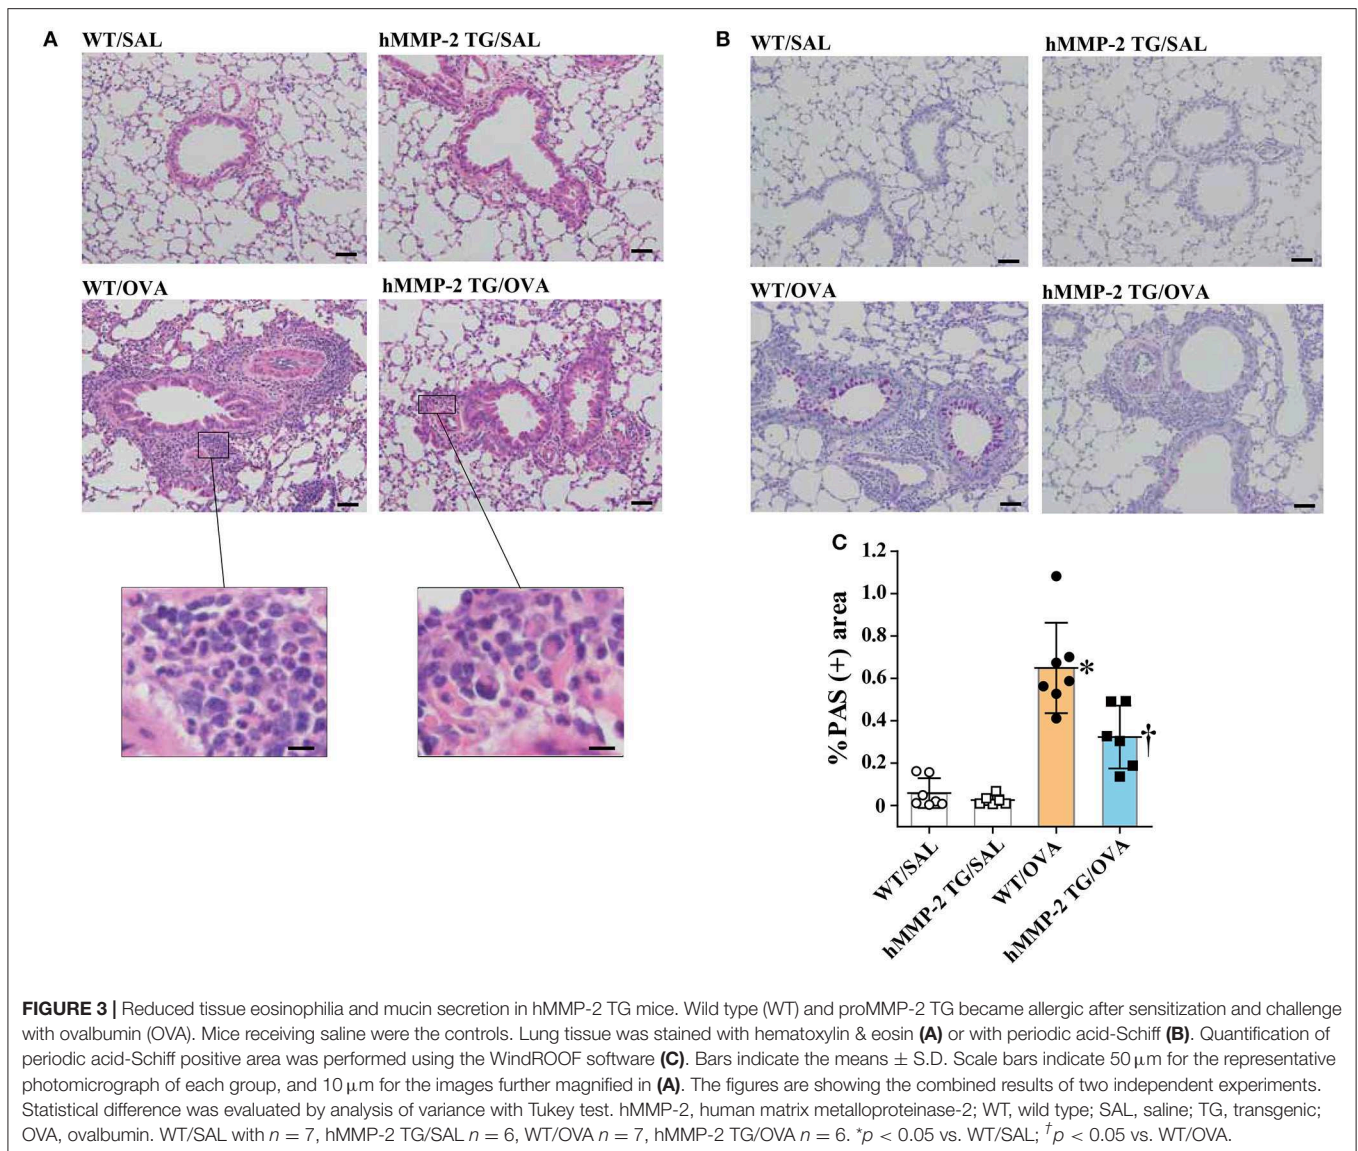 A
WT/SAL
hMMP-2 TG/SAL
WT/OVA
hMMP-2 TG/OVA
B
WT/SAL
hMMP-2 TG/SAL
WT/OVA
hMMP-2 TG/OVA
C
%PAS (+) area
1.2
1.0
0.8
0.6
0.4
0.2
0
*
†
WT/SAL
hMMP-2 TG/SAL
WT/OVA
hMMP-2 TG/OVA
FIGURE 3 | Reduced tissue eosinophilia and mucin secretion in hMMP-2 TG mice. Wild type (WT) and proMMP-2 TG became allergic after sensitization and challenge
with ovalbumin (OVA). Mice receiving saline were the controls. Lung tissue was stained with hematoxylin & eosin (A) or with periodic acid-Schiff (B). Quantification of
periodic acid-Schiff positive area was performed using the WindROOF software (C). Bars indicate the means ± S.D. Scale bars indicate 50 μm for the representative
photomicrograph of each group, and 10 μm for the images further magnified in (A). The figures are showing the combined results of two independent experiments.
Statistical difference was evaluated by analysis of variance with Tukey test. hMMP-2, human matrix metalloproteinase-2; WT, wild type; SAL, saline; TG, transgenic;
OVA, ovalbumin. WT/SAL with n = 7, hMMP-2 TG/SAL n = 6, WT/OVA n = 7, hMMP-2 TG/OVA n = 6. *p < 0.05 vs. WT/SAL; †p < 0.05 vs. WT/OVA.